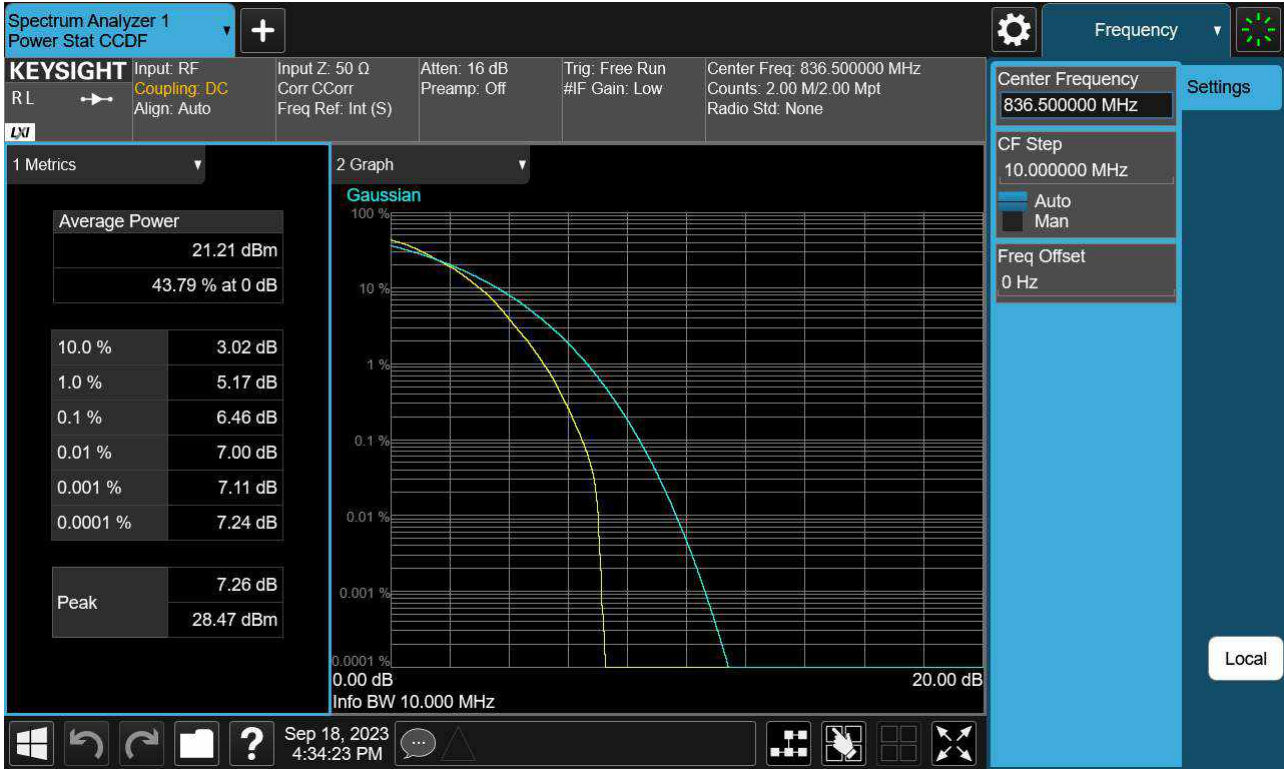 Spectrum Analyzer 1
Power Stat CCDF
Frequency
KEYSIGHT
RL
LXI
Input: RF
Coupling: DC
Align: Auto
Input Z: 50 Ω
Corr CCorr
Freq Ref: Int (S)
Atten: 16 dB
Preamp: Off
Trig: Free Run
#IF Gain: Low
Center Freq: 836.500000 MHz
Counts: 2.00 M/2.00 Mpt
Radio Std: None
Center Frequency
836.500000 MHz
Settings
CF Step
10.000000 MHz
Auto
Man
Freq Offset
0 Hz
1 Metrics
Average Power
21.21 dBm
43.79 % at 0 dB
10.0 % 3.02 dB
1.0 % 5.17 dB
0.1 % 6.46 dB
0.01 % 7.00 dB
0.001 % 7.11 dB
0.0001 % 7.24 dB
Peak
7.26 dB
28.47 dBm
2 Graph
Gaussian
100 %
10 %
1 %
0.1 %
0.01 %
0.001 %
0.0001 %
0.00 dB 20.00 dB
Info BW 10.000 MHz
Local
?
Sep 18, 2023
4:34:23 PM